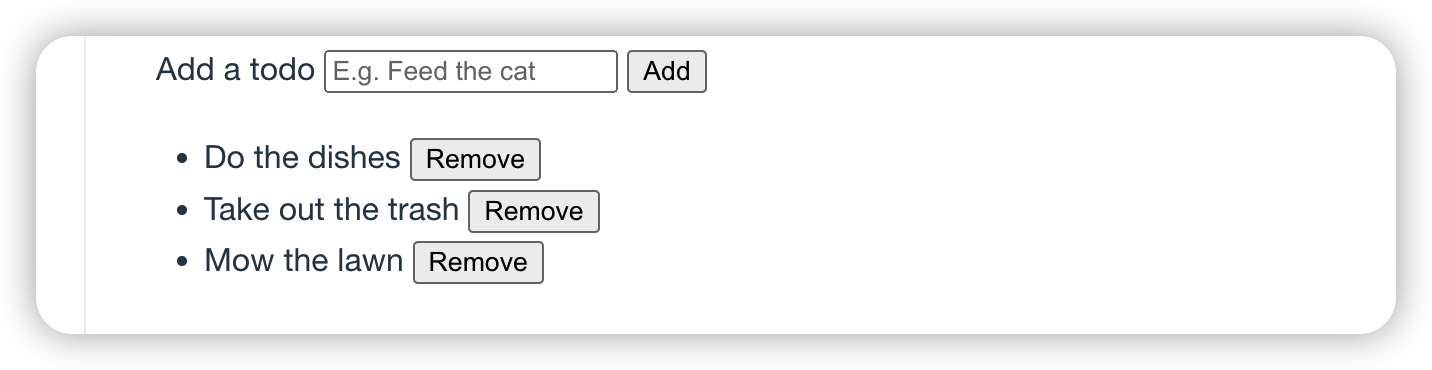 Add a todo E.g. Feed the cat Add
Do the dishes Remove
Take out the trash Remove
Mow the lawn Remove